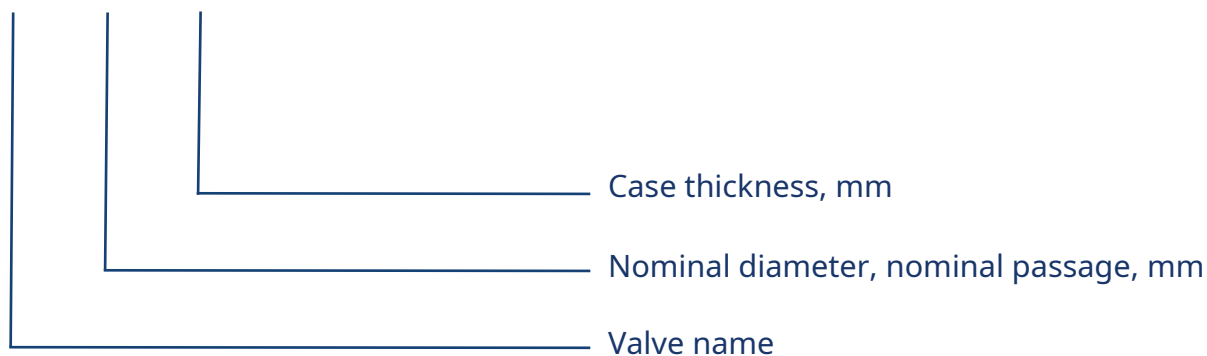 Case thickness, mm
Nominal diameter, nominal passage, mm
Valve name